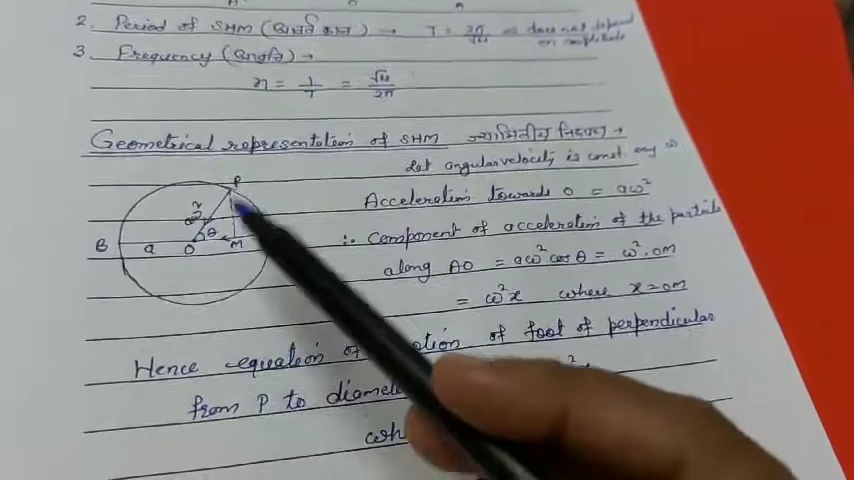 2. Period of SHM (आवर्त काल) → T = 2π/√μ ⇒ does not depend on amplitude
3. Frequency (आवृत्ति) →
n = 1/T = √μ/2π
Geometrical representation of SHM ज्यामितीय निरूपण →
Let angular velocity is const say ω
Acceleration towards O = aω²
∴ component of acceleration of the particle
along AO = aω² cosθ = ω².OM
= ω²x where x = OM
P
B a O θ M
Hence equation of motion of foot of perpendicular
from P to diameter
wh